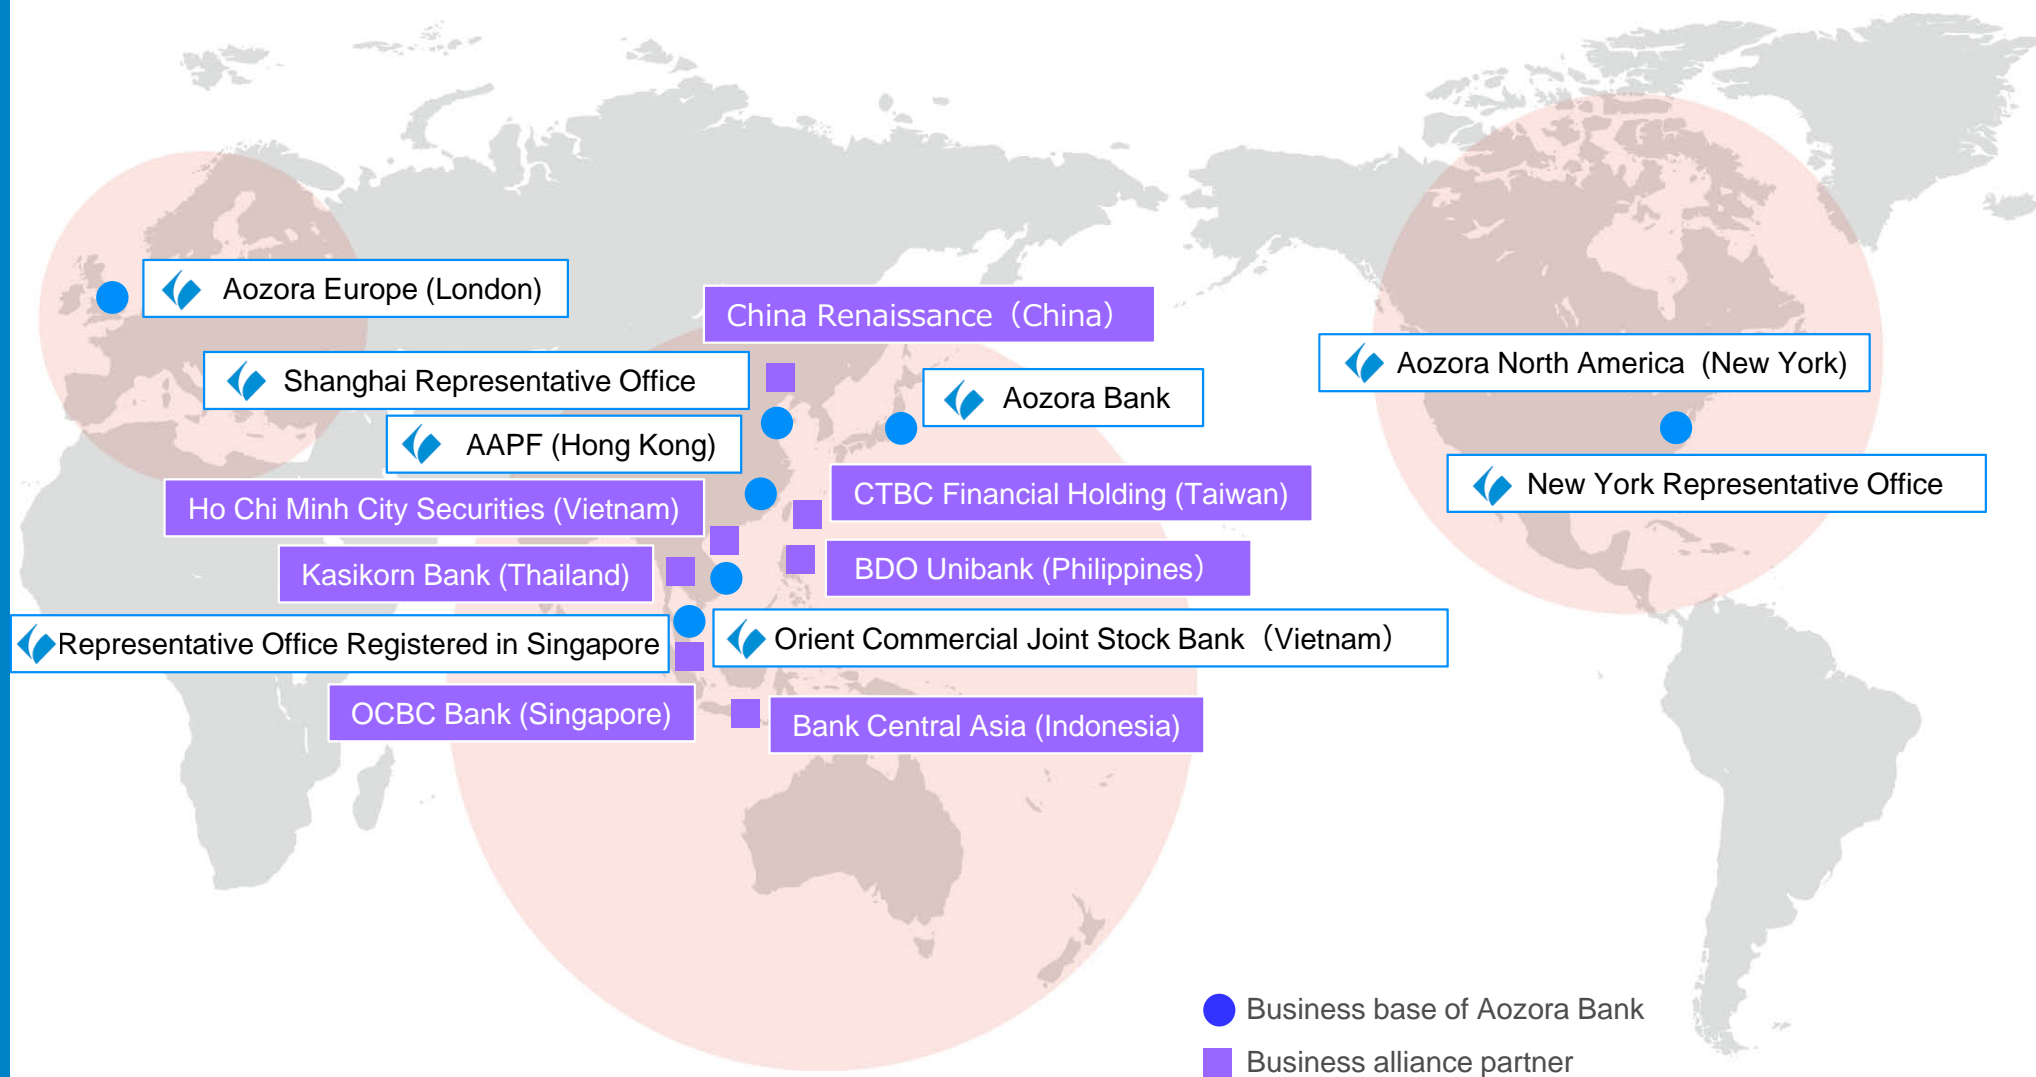 Aozora Europe (London)
China Renaissance（China）
Shanghai Representative Office
Aozora Bank
Aozora North America  (New York)
AAPF (Hong Kong)
New York Representative Office
Ho Chi Minh City Securities (Vietnam)
CTBC Financial Holding (Taiwan)
Kasikorn Bank (Thailand)
BDO Unibank (Philippines）
Representative Office Registered in Singapore
Orient Commercial Joint Stock Bank（Vietnam）
OCBC Bank (Singapore)
Bank Central Asia (Indonesia)
Business base of Aozora Bank
Business alliance partner